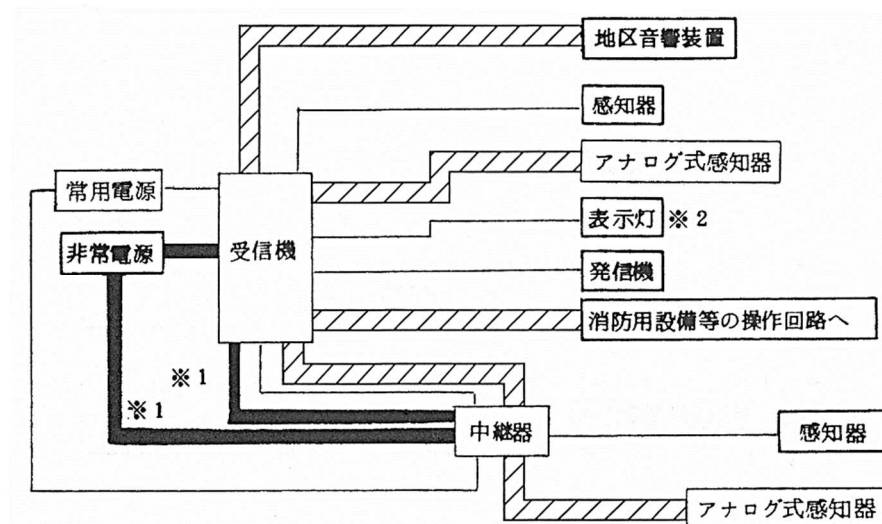 地区音響装置
感知器
アナログ式感知器
常用電源
表示灯 ※2
非常電源
受信機
発信機
消防用設備等の操作回路へ
※1
※1
中継器
感知器
アナログ式感知器